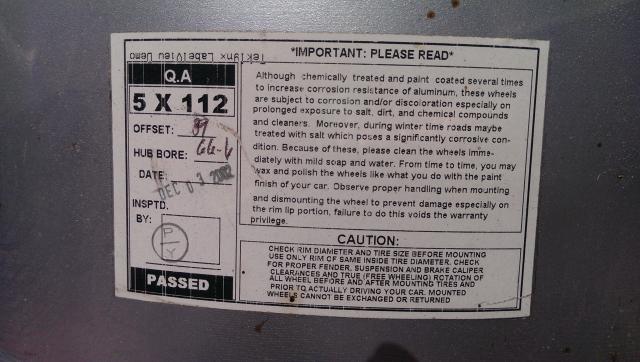 Teklynx LabelView Demo
Q.A
5 X 112
OFFSET: 39
HUB BORE: 66-6
DATE: DEC 03 2002
INSPTD.
BY:
P
Y
PASSED
*IMPORTANT: PLEASE READ*
Although chemically treated and paint coated several times
to increase corrosion resistance of aluminum, these wheels
are subject to corrosion and/or discoloration especially on
prolonged exposure to salt, dirt, and chemical compounds
and cleaners. Moreover, during winter time roads maybe
treated with salt which poses a significantly corrosive con-
dition. Because of these, please clean the wheels imme-
diately with mild soap and water. From time to time, you may
wax and polish the wheels like what you do with the paint
finish of your car. Observe proper handling when mounting
and dismounting the wheel to prevent damage especially on
the rim lip portion, failure to do this voids the warranty
privilege.
CAUTION:
CHECK RIM DIAMETER AND TIRE SIZE BEFORE MOUNTING
USE ONLY RIM OF SAME INSIDE TIRE DIAMETER. CHECK
FOR PROPER FENDER, SUSPENSION AND BRAKE CALIPER
CLEARANCES AND TRUE (FREE WHEELING) ROTATION OF
ALL WHEEL BEFORE AND AFTER MOUNTING TIRES AND
PRIOR TO ACTUALLY DRIVING YOUR CAR. MOUNTED
WHEELS CANNOT BE EXCHANGED OR RETURNED